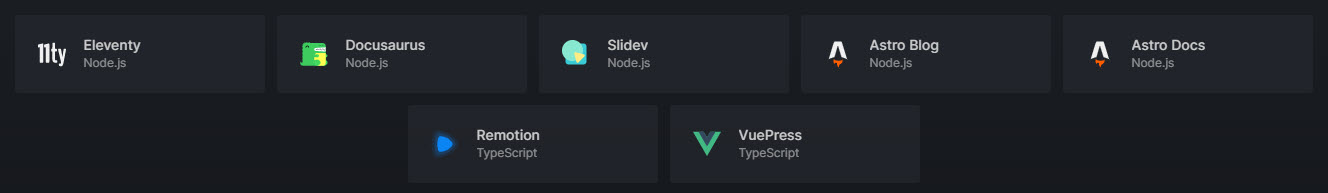 11ty
Eleventy
Node.js
Docusaurus
Node.js
Slidev
Node.js
Astro Blog
Node.js
Astro Docs
Node.js
Remotion
TypeScript
VuePress
TypeScript